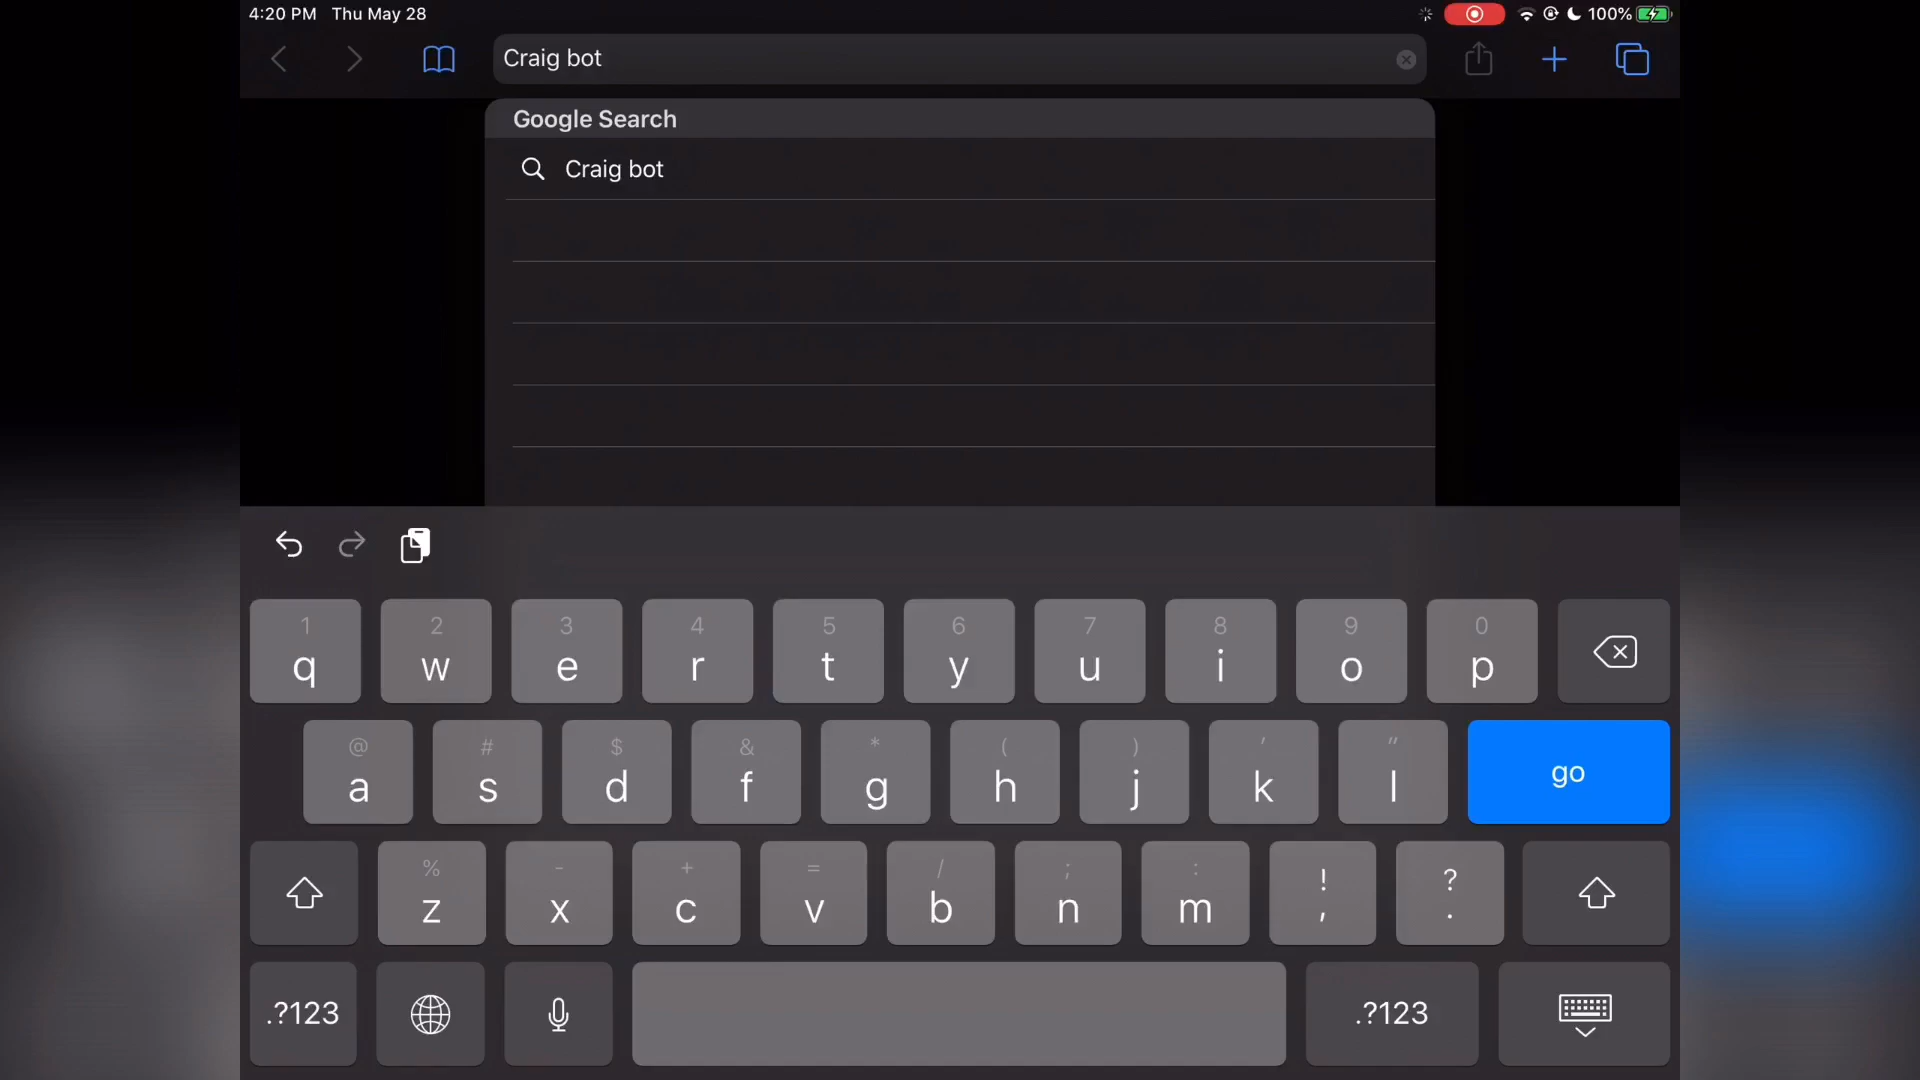 4:20 PM Thu May 28
100%
Craig bot
Google Search
Craig bot
1 2 3 4 5 6 7 8 9 0
q w e r t y u i o p
@ # $ & * ( ) ' "
a s d f g h j k l go
% - + = / ; : ! ?
z x c v b n m , .
.?123 .?123